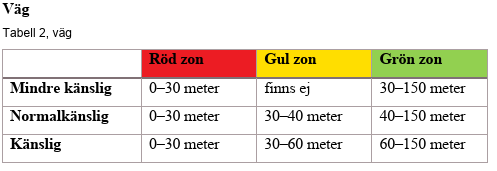 Väg
Tabell 2, väg
Röd zon Gul zon Grön zon
Mindre känslig 0–30 meter finns ej 30–150 meter
Normalkänslig 0–30 meter 30–40 meter 40–150 meter
Känslig 0–30 meter 30–60 meter 60–150 meter